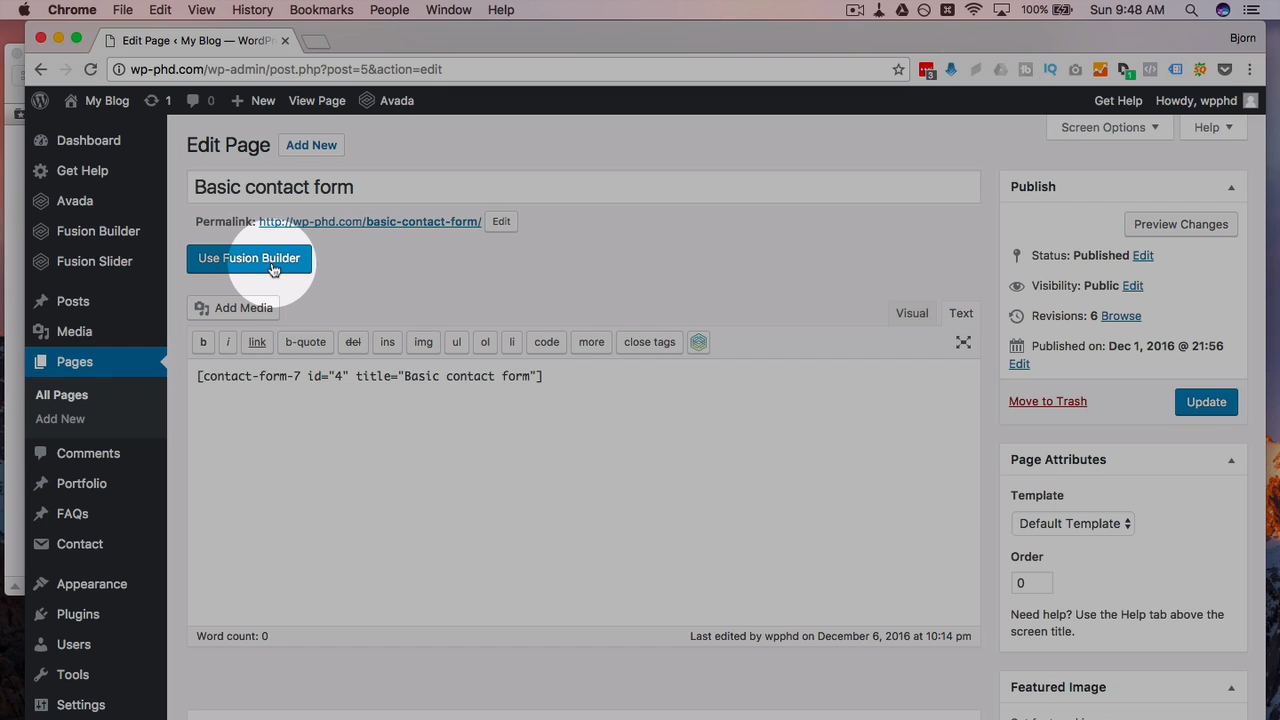 Chrome File Edit View History Bookmarks People Window Help 100% Sun 9:48 AM
Edit Page ‹ My Blog — WordPr Bjorn
wp-phd.com/wp-admin/post.php?post=5&action=edit
My Blog 1 0 New View Page Avada Get Help Howdy, wpphd
Screen Options Help
Dashboard
Get Help
Avada
Fusion Builder
Fusion Slider
Posts
Media
Pages
All Pages
Add New
Comments
Portfolio
FAQs
Contact
Appearance
Plugins
Users
Tools
Settings
Edit Page Add New
Basic contact form
Permalink: http://wp-phd.com/basic-contact-form/ Edit
Use Fusion Builder
Add Media Visual Text
b i link b-quote del ins img ul ol li code more close tags
[contact-form-7 id="4" title="Basic contact form"]
Word count: 0 Last edited by wpphd on December 6, 2016 at 10:14 pm
Publish
Preview Changes
Status: Published Edit
Visibility: Public Edit
Revisions: 6 Browse
Published on: Dec 1, 2016 @ 21:56
Edit
Move to Trash Update
Page Attributes
Template
Default Template
Order
0
Need help? Use the Help tab above the
screen title.
Featured Image